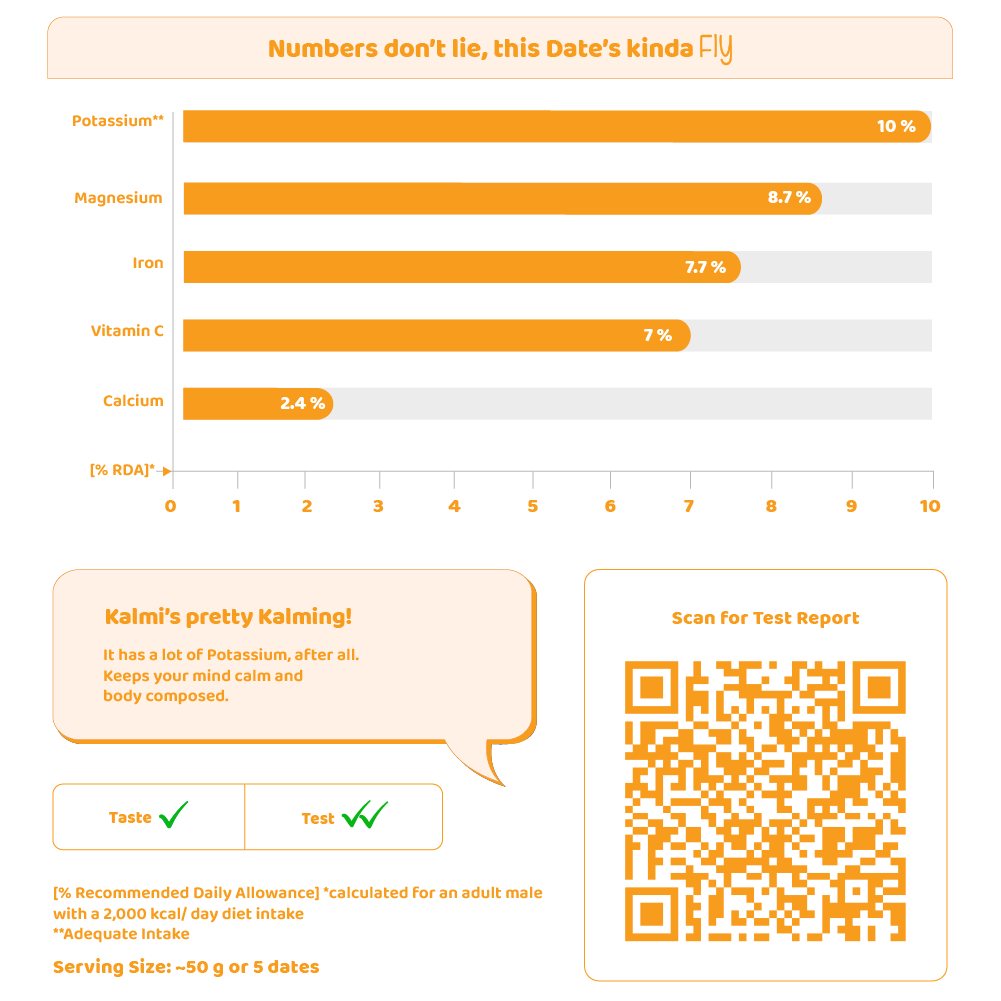 Numbers don't lie, this Date's kinda Fly
Potassium**
10 %
Magnesium
8.7 %
Iron
7.7 %
Vitamin C
7 %
Calcium
2.4 %
[% RDA]*
0 1 2 3 4 5 6 7 8 9 10
Kalmi's pretty Kalming!
It has a lot of Potassium, after all.
Keeps your mind calm and
body composed.
Scan for Test Report
Taste
Test
[% Recommended Daily Allowance] *calculated for an adult male
with a 2,000 kcal/ day diet intake
**Adequate Intake
Serving Size: ~50 g or 5 dates